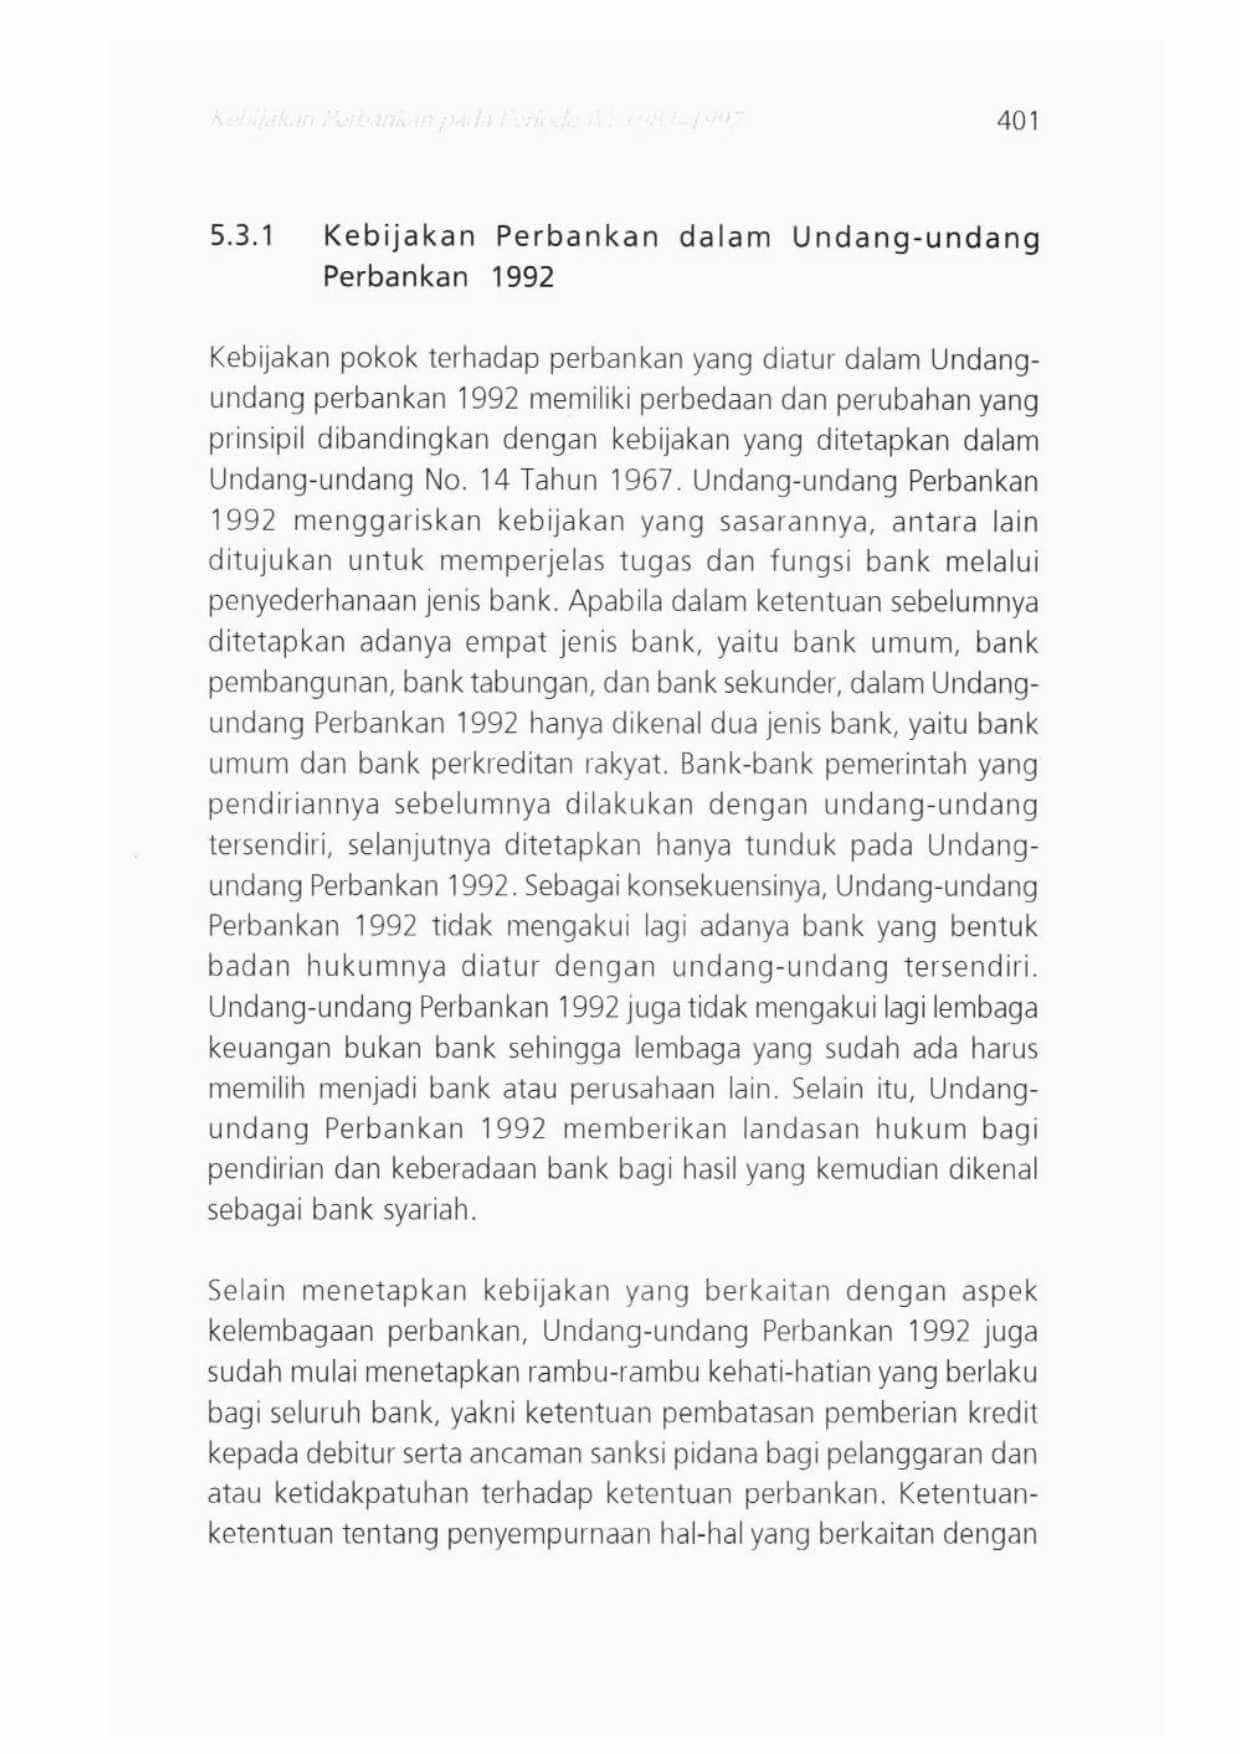 Kebijakan Perbankan pada Periode 1997
401
5.3.1 Kebijakan Perbankan dalam Undang-undang
Perbankan 1992
Kebijakan pokok terhadap perbankan yang diatur dalam Undang-
undang perbankan 1992 memiliki perbedaan dan perubahan yang
prinsipil dibandingkan dengan kebijakan yang ditetapkan dalam
Undang-undang No. 14 Tahun 1967. Undang-undang Perbankan
1992 menggariskan kebijakan yang sasarannya, antara lain
ditujukan untuk memperjelas tugas dan fungsi bank melalui
penyederhanaan jenis bank. Apabila dalam ketentuan sebelumnya
ditetapkan adanya empat jenis bank, yaitu bank umum, bank
pembangunan, bank tabungan, dan bank sekunder, dalam Undang-
undang Perbankan 1992 hanya dikenal dua jenis bank, yaitu bank
umum dan bank perkreditan rakyat. Bank-bank pemerintah yang
pendiriannya sebelumnya dilakukan dengan undang-undang
tersendiri, selanjutnya ditetapkan hanya tunduk pada Undang-
undang Perbankan 1992. Sebagai konsekuensinya, Undang-undang
Perbankan 1992 tidak mengakui lagi adanya bank yang bentuk
badan hukumnya diatur dengan undang-undang tersendiri.
Undang-undang Perbankan 1992 juga tidak mengakui lagi lembaga
keuangan bukan bank sehingga lembaga yang sudah ada harus
memilih menjadi bank atau perusahaan lain. Selain itu, Undang-
undang Perbankan 1992 memberikan landasan hukum bagi
pendirian dan keberadaan bank bagi hasil yang kemudian dikenal
sebagai bank syariah.
Selain menetapkan kebijakan yang berkaitan dengan aspek
kelembagaan perbankan, Undang-undang Perbankan 1992 juga
sudah mulai menetapkan rambu-rambu kehati-hatian yang berlaku
bagi seluruh bank, yakni ketentuan pembatasan pemberian kredit
kepada debitur serta ancaman sanksi pidana bagi pelanggaran dan
atau ketidakpatuhan terhadap ketentuan perbankan. Ketentuan-
ketentuan tentang penyempurnaan hal-hal yang berkaitan dengan